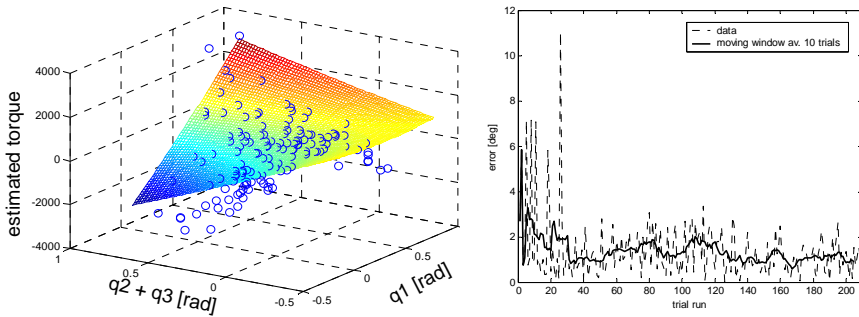 estimated torque
4000
2000
0
-2000
-4000
1
0.5
0
-0.5
q2 + q3 [rad]
-0.5
0
0.5
q1 [rad]
error [deg]
12
10
8
6
4
2
0
data
moving window av. 10 trials
0 20 40 60 80 100 120 140 160 180 200
trial run